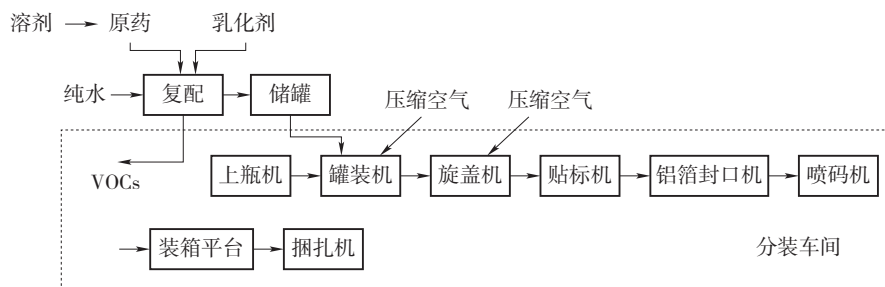 溶剂 原药 乳化剂
纯水 复配 储罐
压缩空气 压缩空气
VOCs
上瓶机 罐装机 旋盖机 贴标机 铝箔封口机 喷码机
装箱平台 捆扎机 分装车间